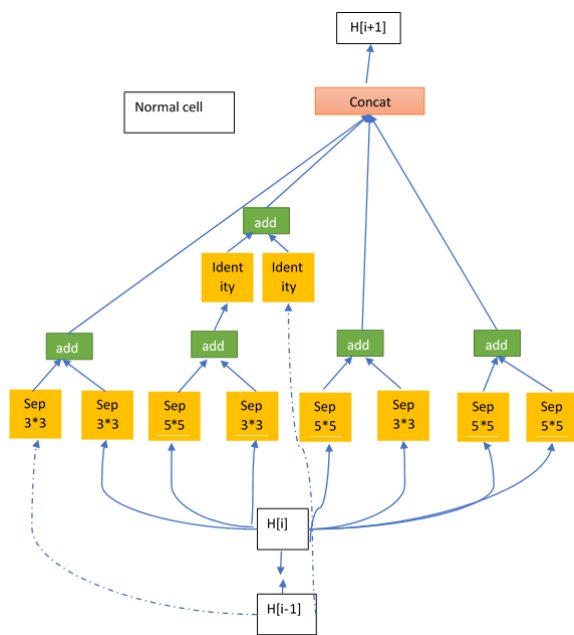 H[i+1]
Concat
Normal cell
add
Ident
ity
Ident
ity
add
add
add
add
Sep
3*3
Sep
3*3
Sep
5*5
Sep
3*3
Sep
5*5
Sep
3*3
Sep
5*5
Sep
5*5
H[i]
H[i-1]